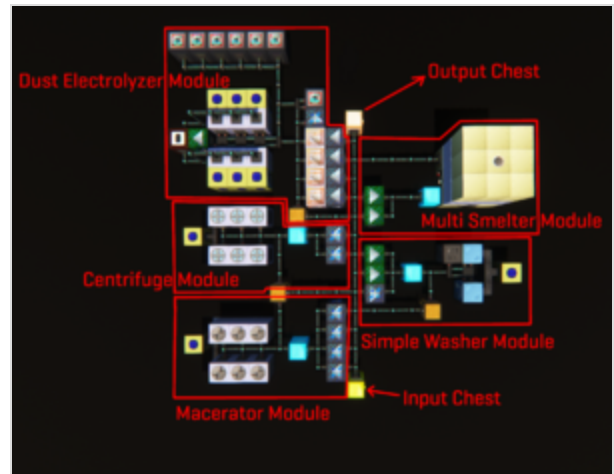 Output Chest
Dust Electrolyzer Module
Multi Smelter Module
Centrifuge Module
Simple Washer Module
Input Chest
Macerator Module